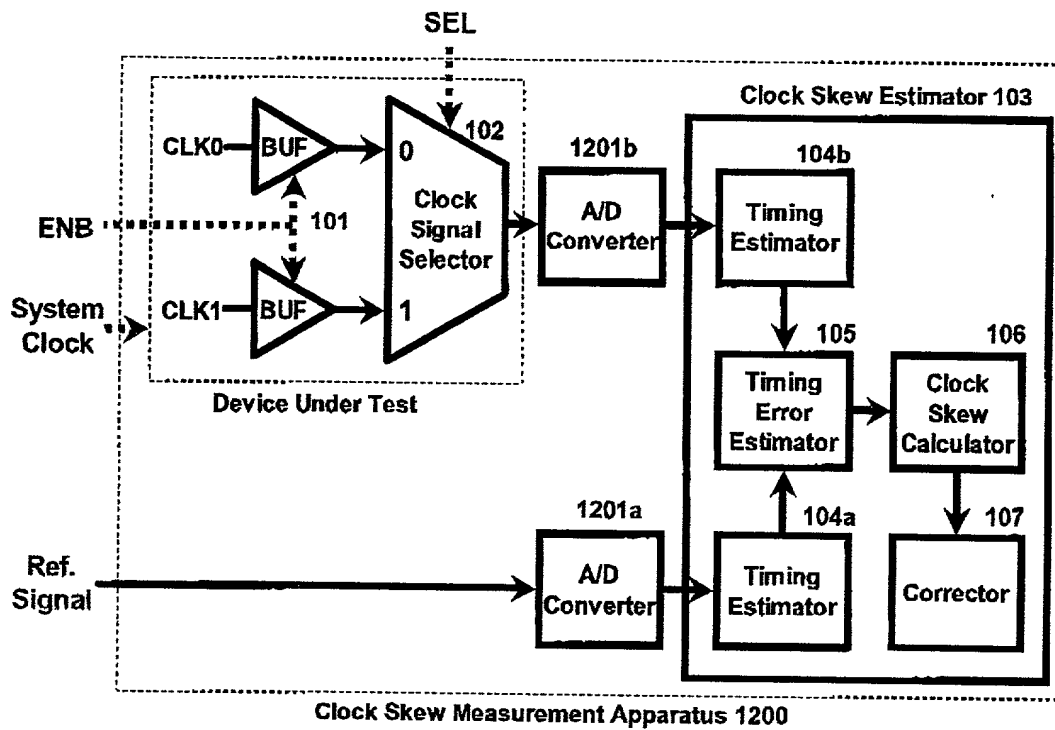 SEL
Clock Skew Estimator 103
CLK0
BUF
0
102
1201b
104b
ENB
101
Clock
Signal
Selector
A/D
Converter
Timing
Estimator
System
Clock
CLK1
BUF
1
105
106
Device Under Test
Timing
Error
Estimator
Clock
Skew
Calculator
1201a
104a
107
Ref.
Signal
A/D
Converter
Timing
Estimator
Corrector
Clock Skew Measurement Apparatus 1200